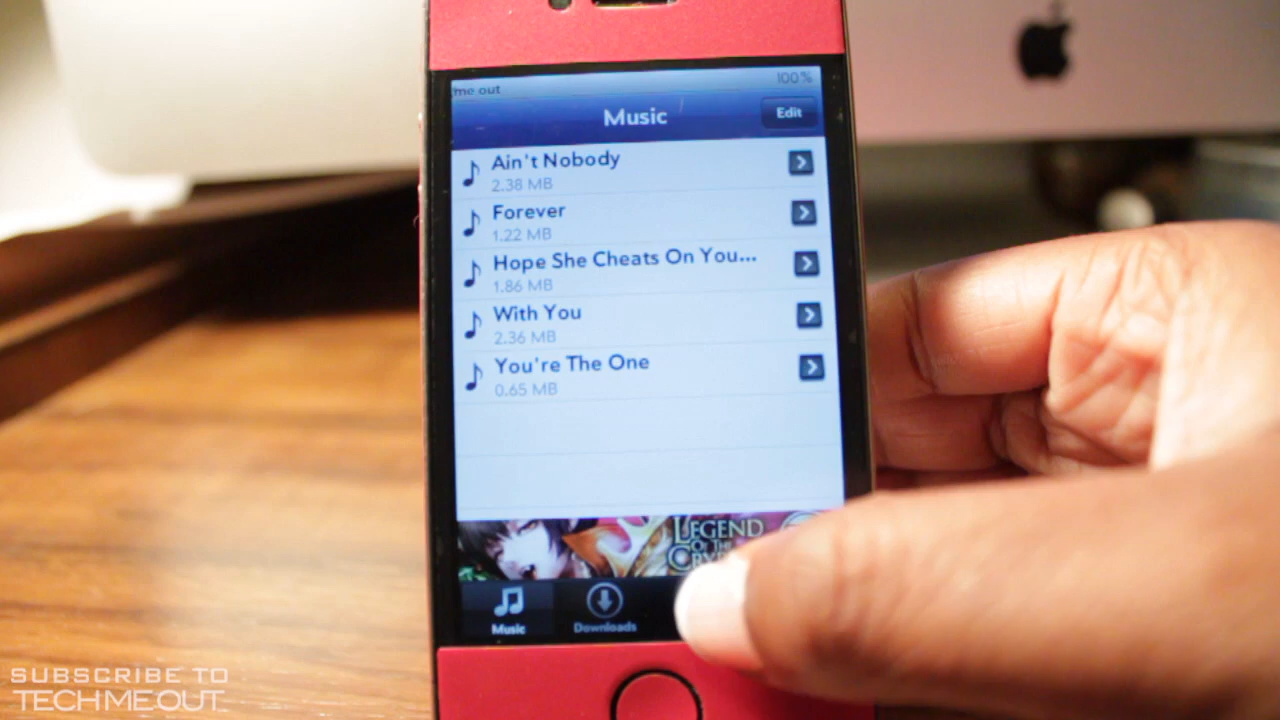 100%
me out
Music
Edit
Ain't Nobody
2.38 MB
Forever
1.22 MB
Hope She Cheats On You...
1.86 MB
With You
2.36 MB
You're The One
0.65 MB
LEGEND
OF THE
Music
Downloads
SUBSCRIBE TO
TECHMEOUT